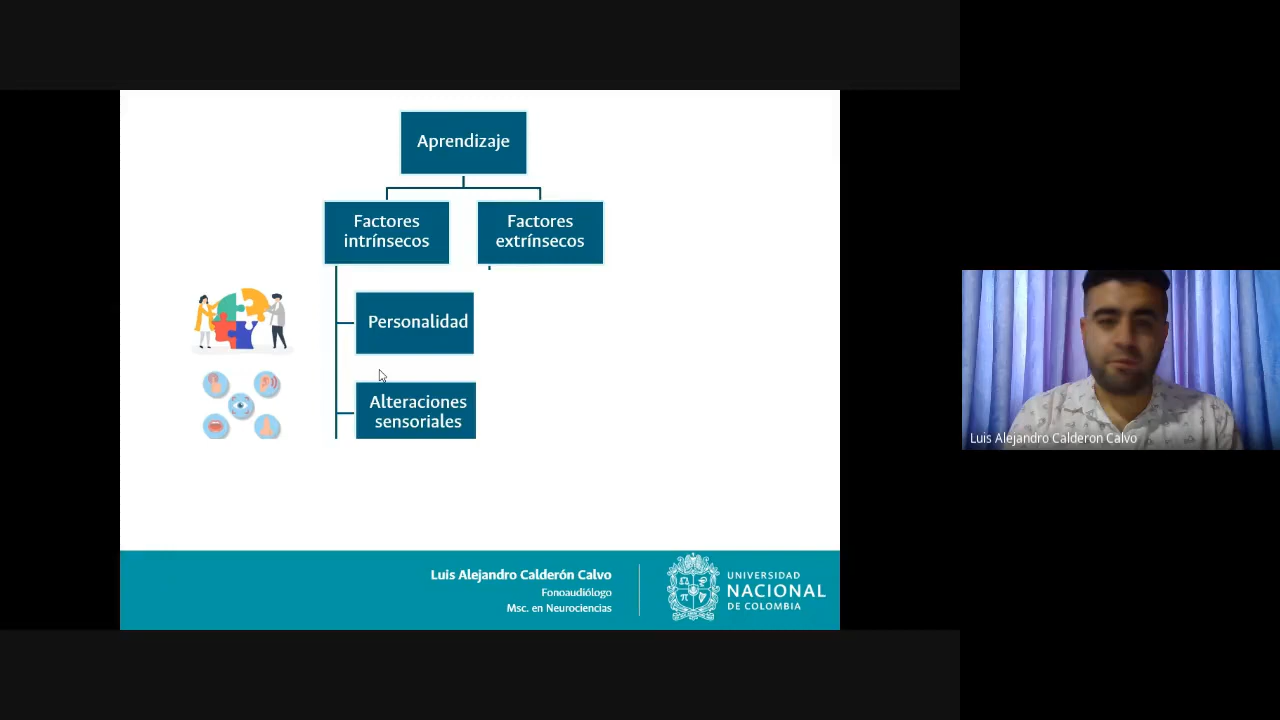 Aprendizaje
Factores
intrínsecos
Factores
extrínsecos
Personalidad
Alteraciones
sensoriales
Luis Alejandro Calderón Calvo
Fonoaudiólogo
Msc. en Neurociencias
UNIVERSIDAD
NACIONAL
DE COLOMBIA
Luis Alejandro Calderon Calvo